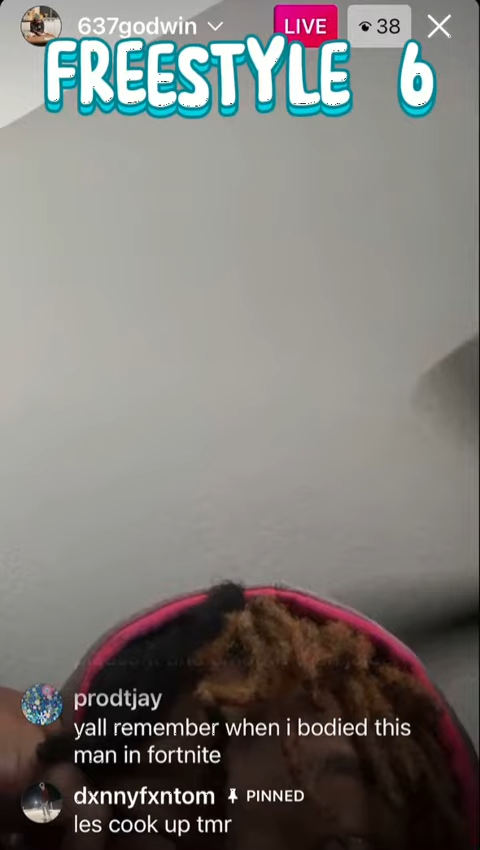 637godwin
LIVE
38
FREESTYLE 6
prodtjay
yall remember when i bodied this
man in fortnite
dxnnyfxntom PINNED
les cook up tmr